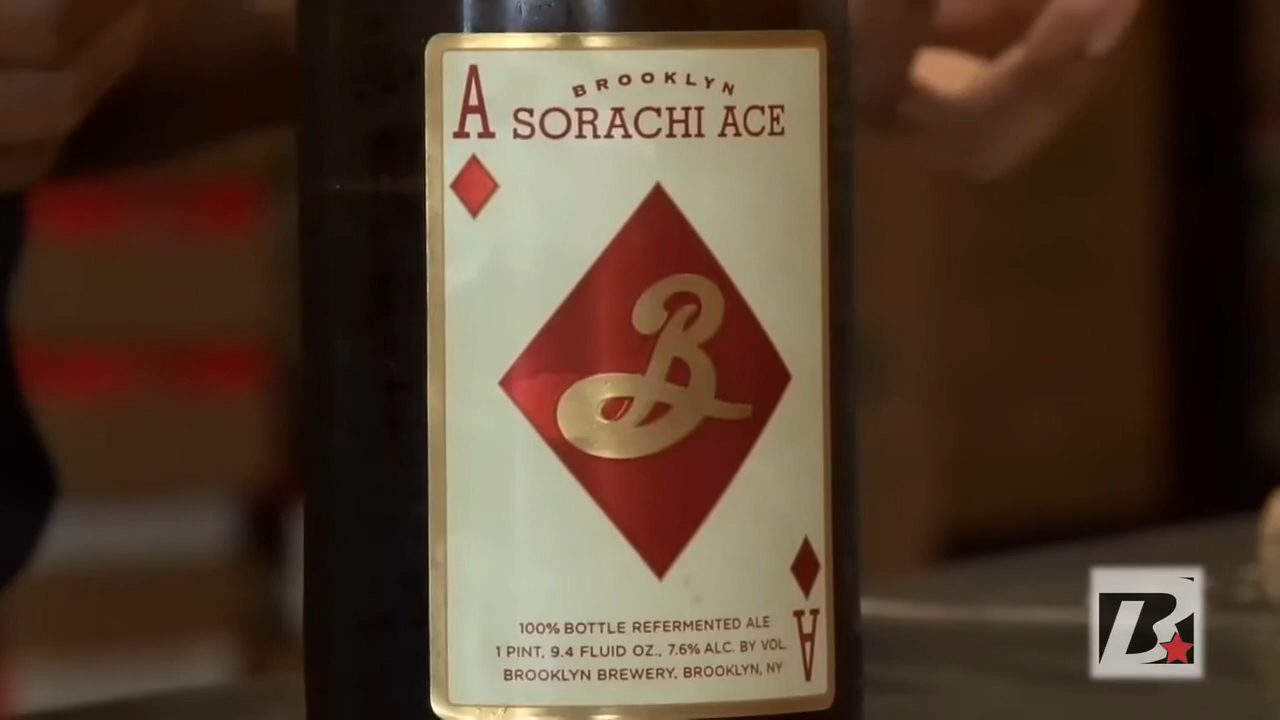 A
BROOKLYN
SORACHI ACE
B
100% BOTTLE REFERMENTED ALE
1 PINT, 9.4 FLUID OZ., 7.6% ALC. BY VOL.
BROOKLYN BREWERY, BROOKLYN, NY
A
B